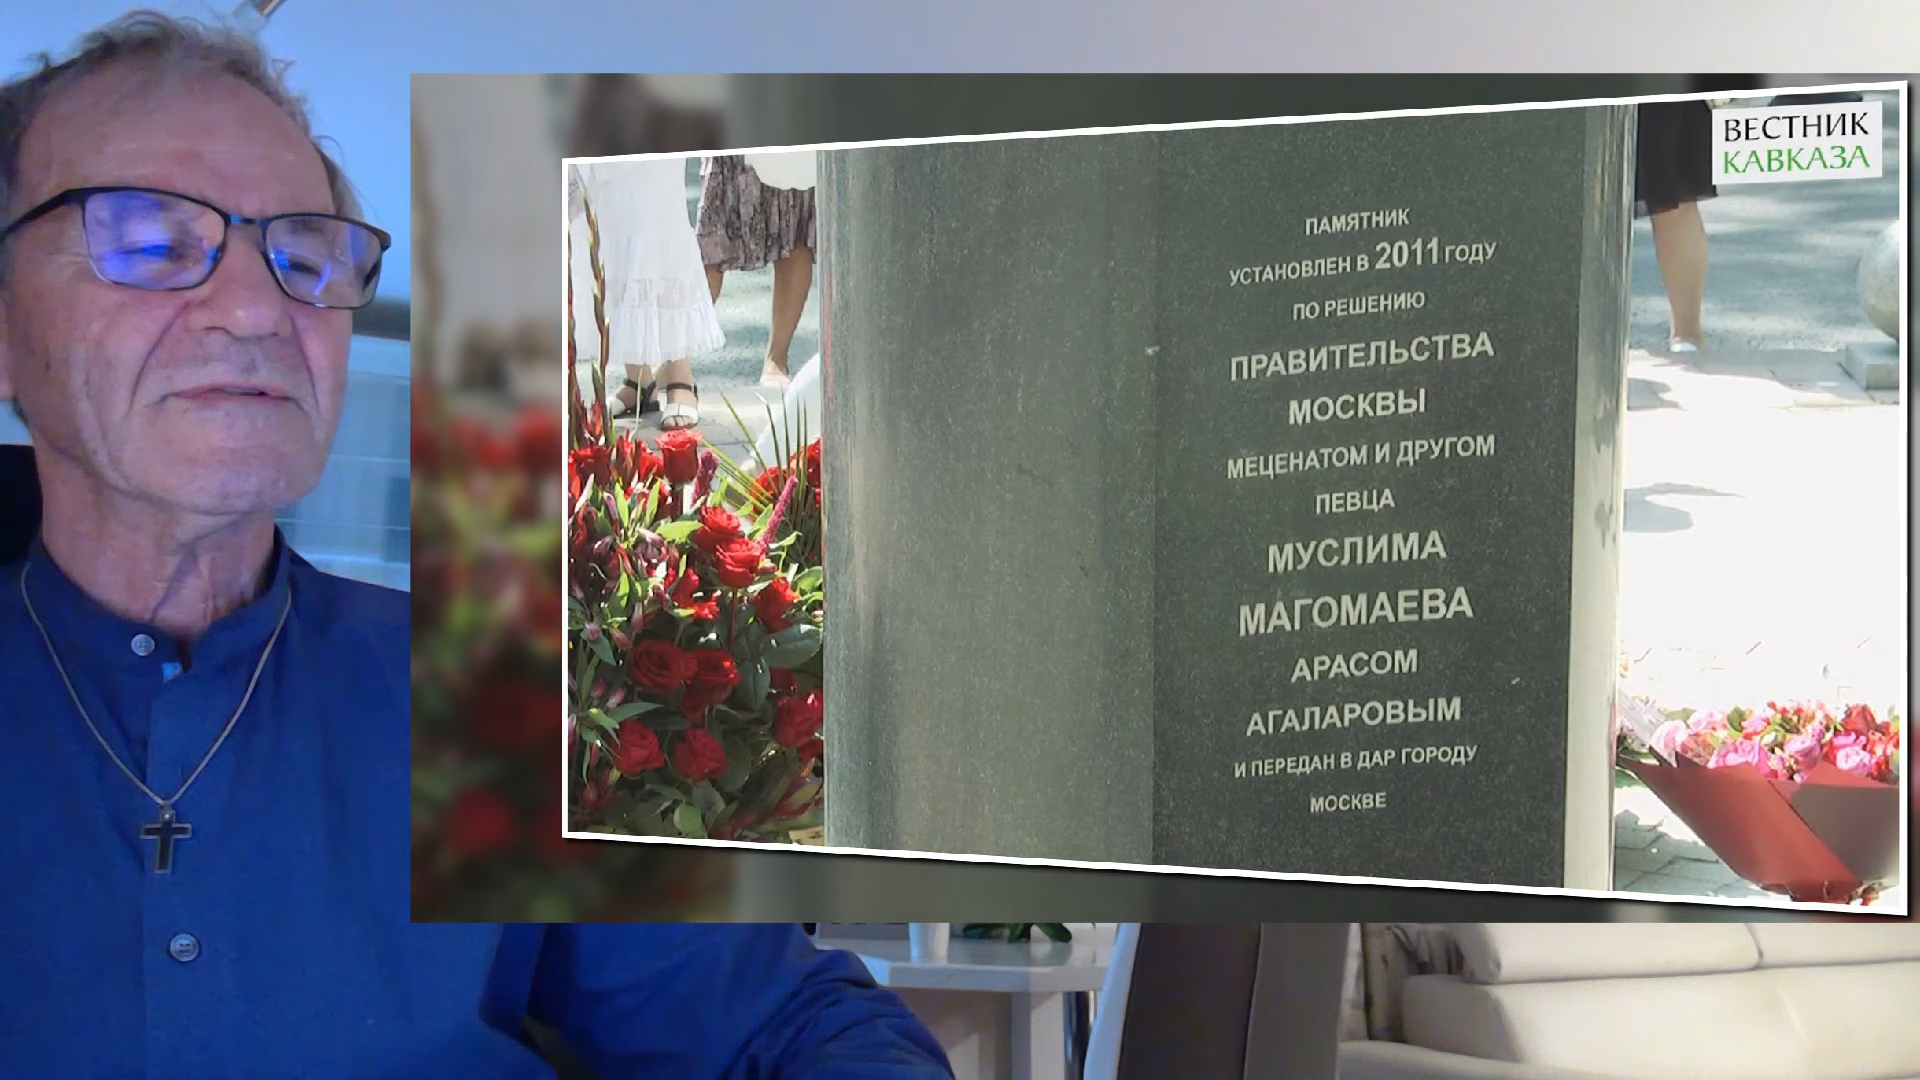 ВЕСТНИК
КАВКАЗА
ПАМЯТНИК
УСТАНОВЛЕН В 2011 ГОДУ
ПО РЕШЕНИЮ
ПРАВИТЕЛЬСТВА
МОСКВЫ
МЕЦЕНАТОМ И ДРУГОМ
ПЕВЦА
МУСЛИМА
МАГОМАЕВА
АРАСОМ
АГАЛАРОВЫМ
И ПЕРЕДАН В ДАР ГОРОДУ
МОСКВЕ